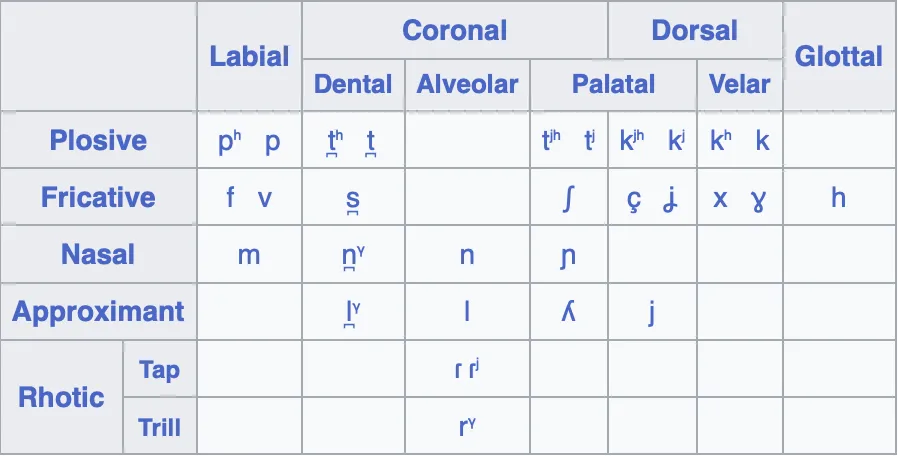 Labial Coronal Dorsal Glottal
Dental Alveolar Palatal Velar
Plosive pʰ p t̪ʰ t̪ tʲʰ tʲ kʲʰ kʲ kʰ k
Fricative f v s̪ ʃ ç ʝ x ɣ h
Nasal m n̪ˠ n ɲ
Approximant l̪ˠ l ʎ j
Rhotic Tap ɾ ɾʲ
Trill rˠ